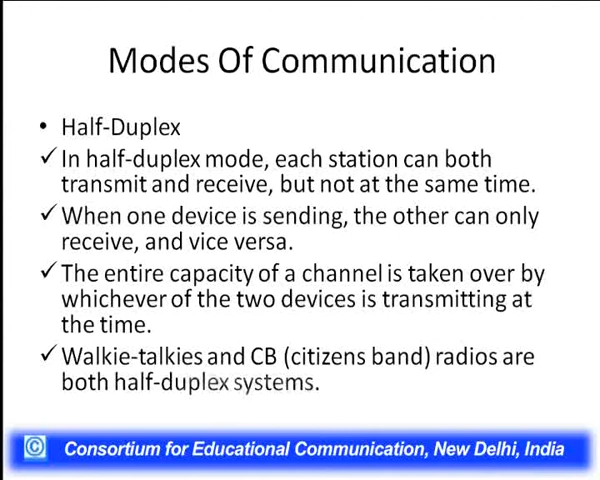 Modes Of Communication
• Half-Duplex
✓ In half-duplex mode, each station can both
transmit and receive, but not at the same time.
✓ When one device is sending, the other can only
receive, and vice versa.
✓ The entire capacity of a channel is taken over by
whichever of the two devices is transmitting at
the time.
✓ Walkie-talkies and CB (citizens band) radios are
both half-duplex systems.
© Consortium for Educational Communication, New Delhi, India